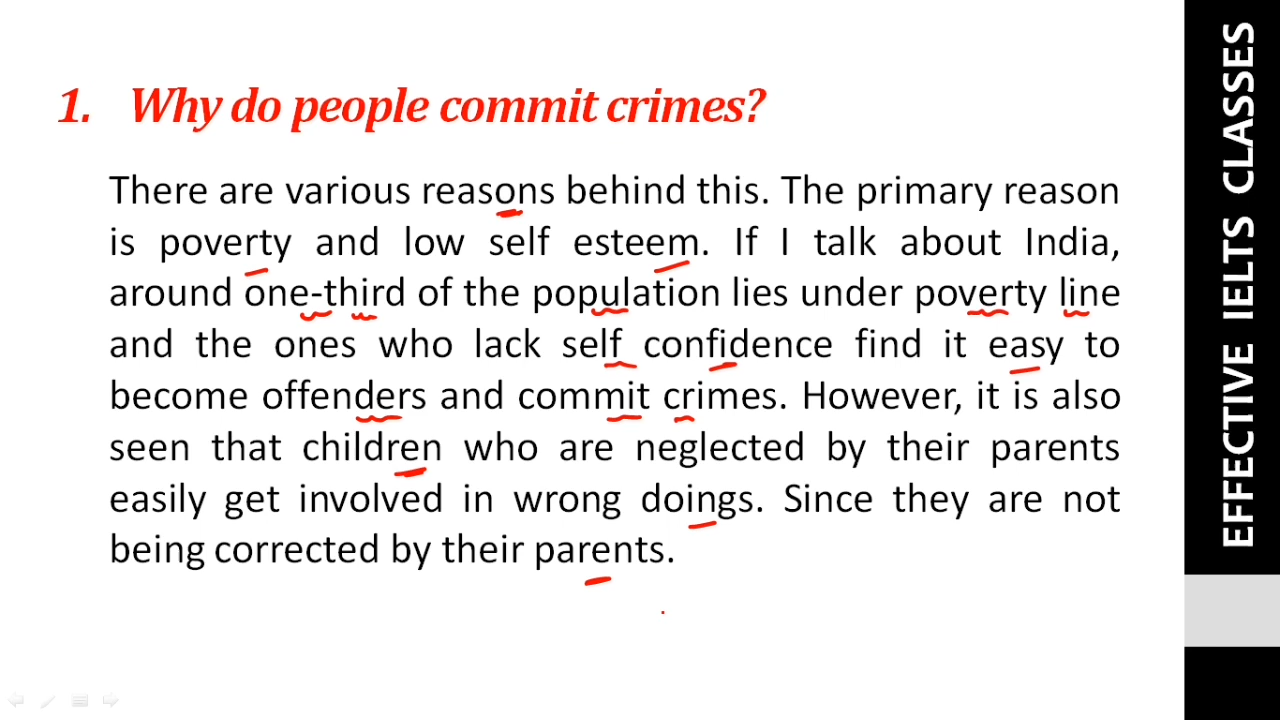 1. Why do people commit crimes?
There are various reasons behind this. The primary reason
is poverty and low self esteem. If I talk about India,
around one-third of the population lies under poverty line
and the ones who lack self confidence find it easy to
become offenders and commit crimes. However, it is also
seen that children who are neglected by their parents
easily get involved in wrong doings. Since they are not
being corrected by their parents.
EFFECTIVE IELTS CLASSES